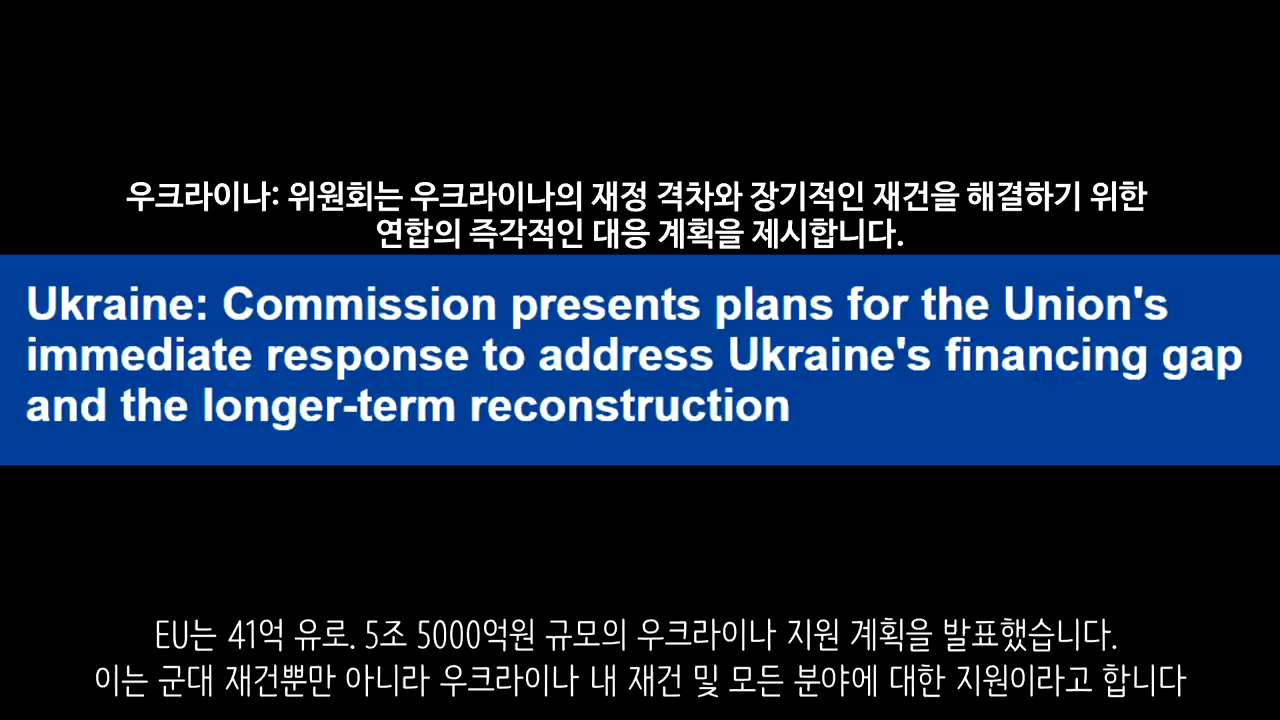 우크라이나: 위원회는 우크라이나의 재정 격차와 장기적인 재건을 해결하기 위한
연합의 즉각적인 대응 계획을 제시합니다.
Ukraine: Commission presents plans for the Union's
immediate response to address Ukraine's financing gap
and the longer-term reconstruction
EU는 41억 유로. 5조 5000억원 규모의 우크라이나 지원 계획을 발표했습니다.
이는 군대 재건뿐만 아니라 우크라이나 내 재건 및 모든 분야에 대한 지원이라고 합니다